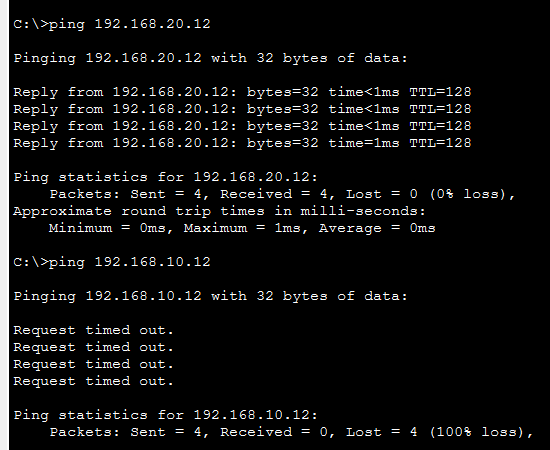 C:\>ping 192.168.20.12
Pinging 192.168.20.12 with 32 bytes of data:
Reply from 192.168.20.12: bytes=32 time<1ms TTL=128
Reply from 192.168.20.12: bytes=32 time<1ms TTL=128
Reply from 192.168.20.12: bytes=32 time<1ms TTL=128
Reply from 192.168.20.12: bytes=32 time=1ms TTL=128
Ping statistics for 192.168.20.12:
    Packets: Sent = 4, Received = 4, Lost = 0 (0% loss),
Approximate round trip times in milli-seconds:
    Minimum = 0ms, Maximum = 1ms, Average = 0ms
C:\>ping 192.168.10.12
Pinging 192.168.10.12 with 32 bytes of data:
Request timed out.
Request timed out.
Request timed out.
Request timed out.
Ping statistics for 192.168.10.12:
    Packets: Sent = 4, Received = 0, Lost = 4 (100% loss),